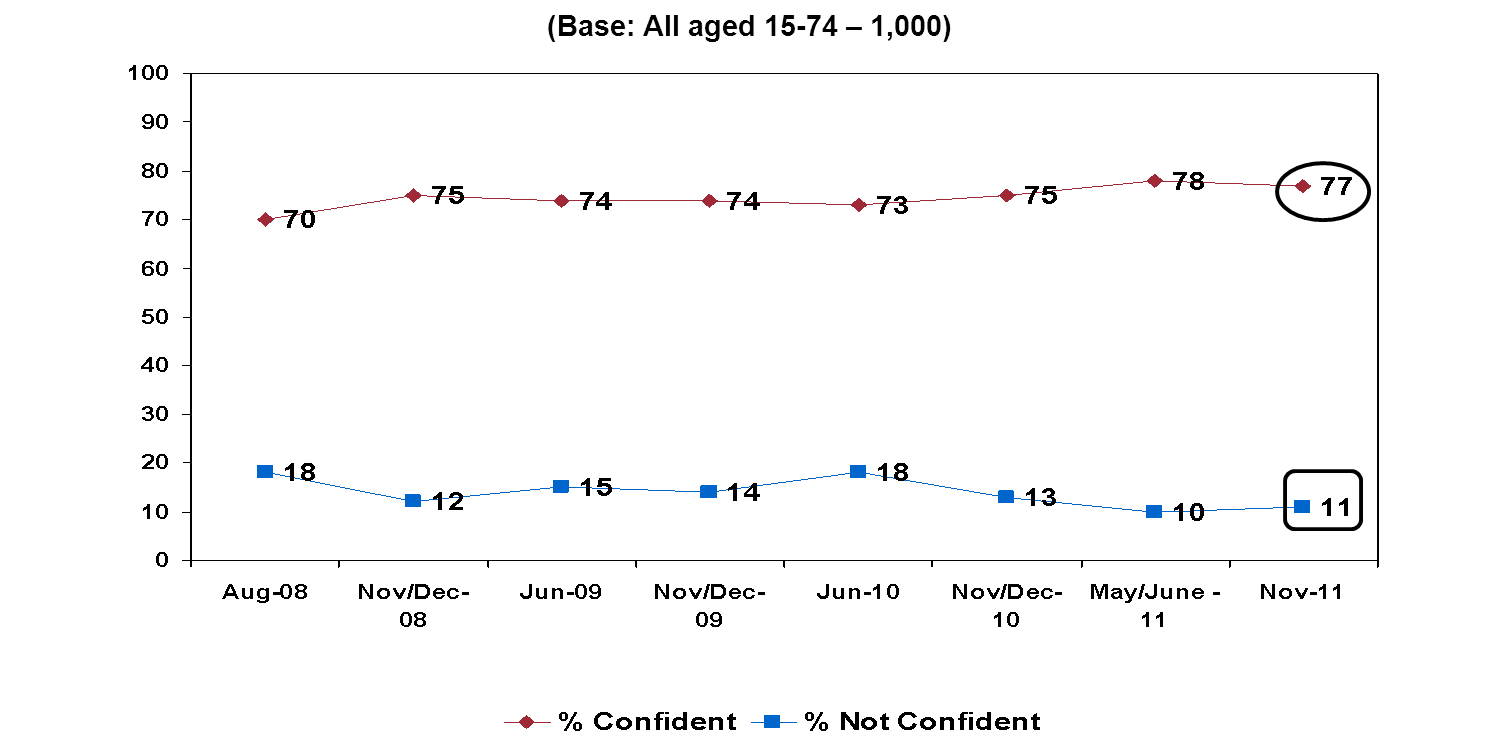 (Base: All aged 15-74 – 1,000)
100
90
80
70
60
50
40
30
20
10
0
70 75 74 74 73 75 78 77
18 12 15 14 18 13 10 11
Aug-08 Nov/Dec- Jun-09 Nov/Dec- Jun-10 Nov/Dec- May/June - Nov-11
08 09 10 11
% Confident % Not Confident